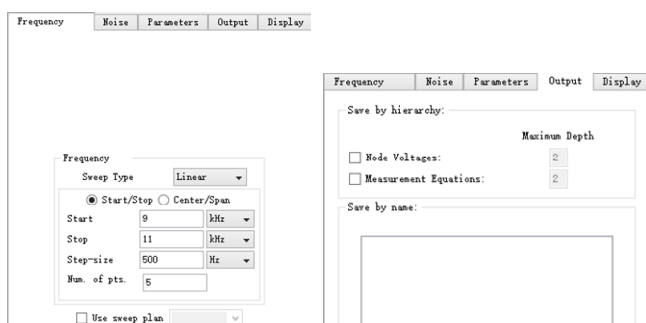 Frequency Noise Parameters Output Display
Frequency
Sweep Type Linear
Start/Stop Center/Span
Start 9 kHz
Stop 11 kHz
Step-size 500 Hz
Num. of pts. 5
Use sweep plan
Frequency Noise Parameters Output Display
Save by hierarchy:
Maximum Depth
Node Voltages: 2
Measurement Equations: 2
Save by name: